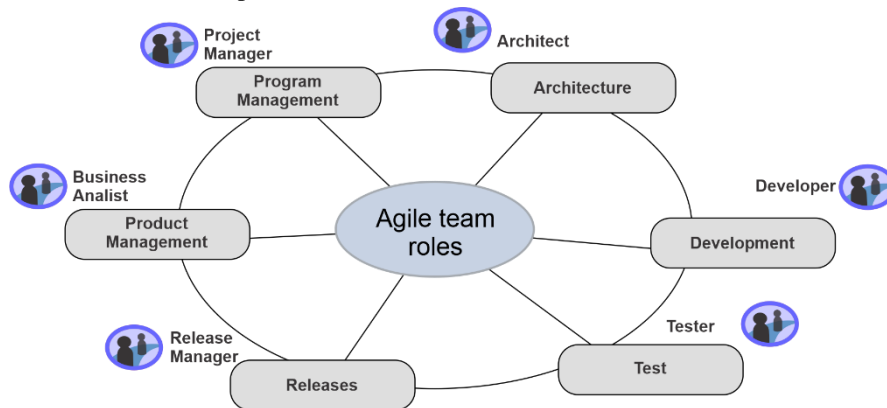 Project
Manager
Architect
Program
Management
Architecture
Business
Analist
Developer
Product
Management
Agile team
roles
Development
Release
Manager
Tester
Releases
Test